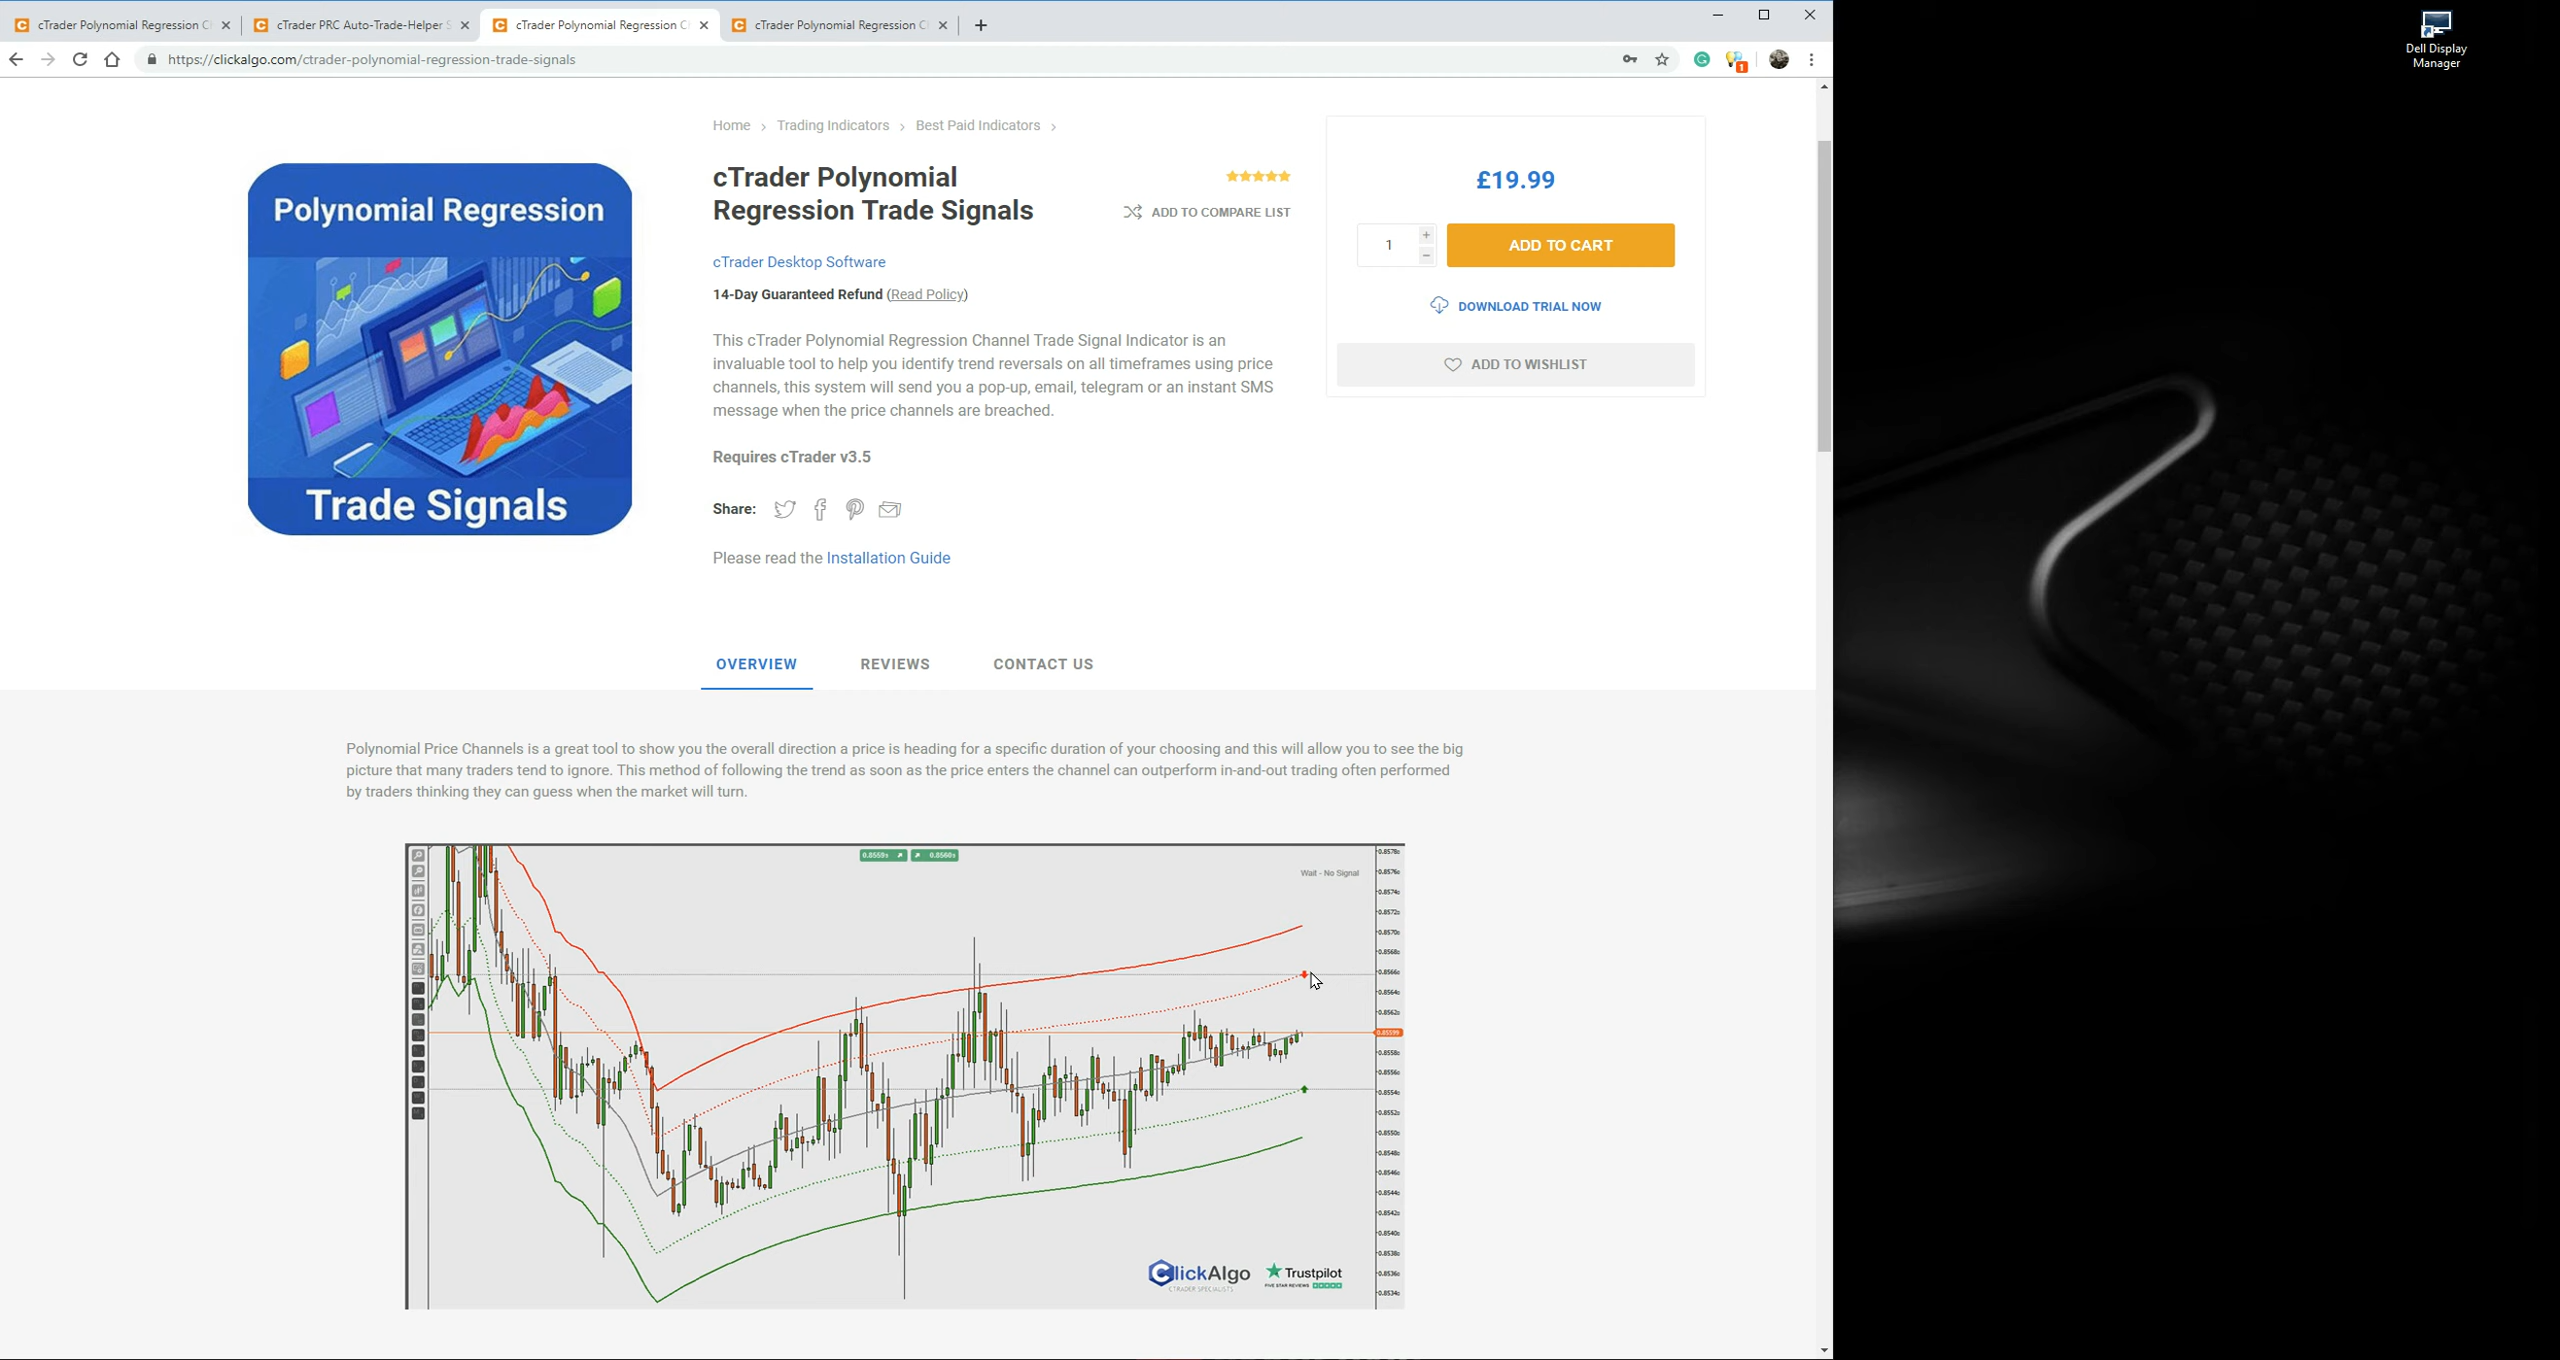 cTrader Polynomial Regression C
cTrader PRC Auto-Trade-Helper S
cTrader Polynomial Regression C
cTrader Polynomial Regression C
https://clickalgo.com/ctrader-polynomial-regression-trade-signals
1
Dell Display
Manager
Home > Trading Indicators > Best Paid Indicators >
Polynomial Regression
Trade Signals
cTrader Polynomial
Regression Trade Signals
ADD TO COMPARE LIST
cTrader Desktop Software
14-Day Guaranteed Refund (Read Policy)
This cTrader Polynomial Regression Channel Trade Signal Indicator is an
invaluable tool to help you identify trend reversals on all timeframes using price
channels, this system will send you a pop-up, email, telegram or an instant SMS
message when the price channels are breached.
Requires cTrader v3.5
Share:
Please read the Installation Guide
£19.99
1
+
-
ADD TO CART
DOWNLOAD TRIAL NOW
ADD TO WISHLIST
OVERVIEW
REVIEWS
CONTACT US
Polynomial Price Channels is a great tool to show you the overall direction a price is heading for a specific duration of your choosing and this will allow you to see the big
picture that many traders tend to ignore. This method of following the trend as soon as the price enters the channel can outperform in-and-out trading often performed
by traders thinking they can guess when the market will turn.
Wait - No Signal
ClickAlgo
CTRADER SPECIALISTS
Trustpilot
FIVE STAR REVIEWS